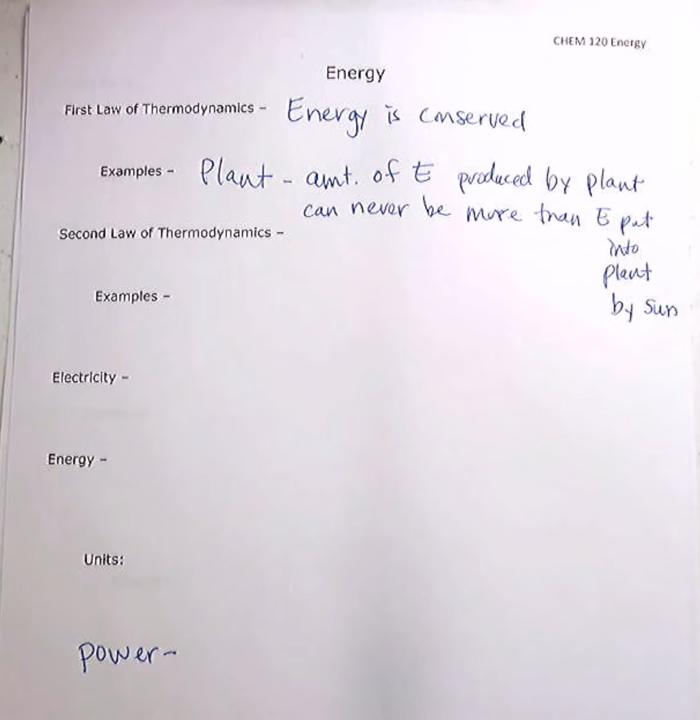 CHEM 120 Energy
Energy
First Law of Thermodynamics – Energy is conserved
Examples – Plant – amt. of E produced by plant
can never be more than E put
into
plant
by sun
Second Law of Thermodynamics –
Examples –
Electricity –
Energy –
Units:
power–